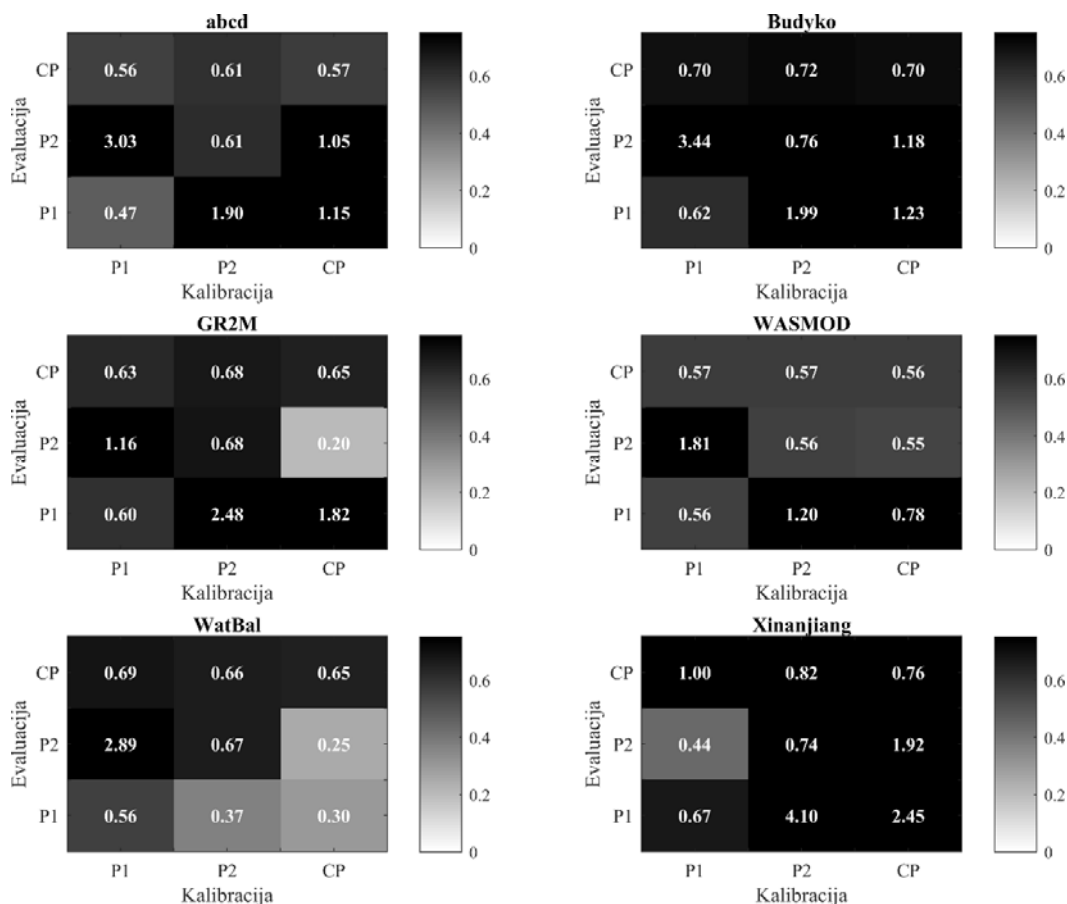 abcd
Evaluacija
CP 0.56 0.61 0.57
P2 3.03 0.61 1.05
P1 0.47 1.90 1.15
P1 P2 CP
Kalibracija
0.6
0.4
0.2
0
Budyko
Evaluacija
CP 0.70 0.72 0.70
P2 3.44 0.76 1.18
P1 0.62 1.99 1.23
P1 P2 CP
Kalibracija
0.6
0.4
0.2
0
GR2M
Evaluacija
CP 0.63 0.68 0.65
P2 1.16 0.68 0.20
P1 0.60 2.48 1.82
P1 P2 CP
Kalibracija
0.6
0.4
0.2
0
WASMOD
Evaluacija
CP 0.57 0.57 0.56
P2 1.81 0.56 0.55
P1 0.56 1.20 0.78
P1 P2 CP
Kalibracija
0.6
0.4
0.2
0
WatBal
Evaluacija
CP 0.69 0.66 0.65
P2 2.89 0.67 0.25
P1 0.56 0.37 0.30
P1 P2 CP
Kalibracija
0.6
0.4
0.2
0
Xinanjiang
Evaluacija
CP 1.00 0.82 0.76
P2 0.44 0.74 1.92
P1 0.67 4.10 2.45
P1 P2 CP
Kalibracija
0.6
0.4
0.2
0